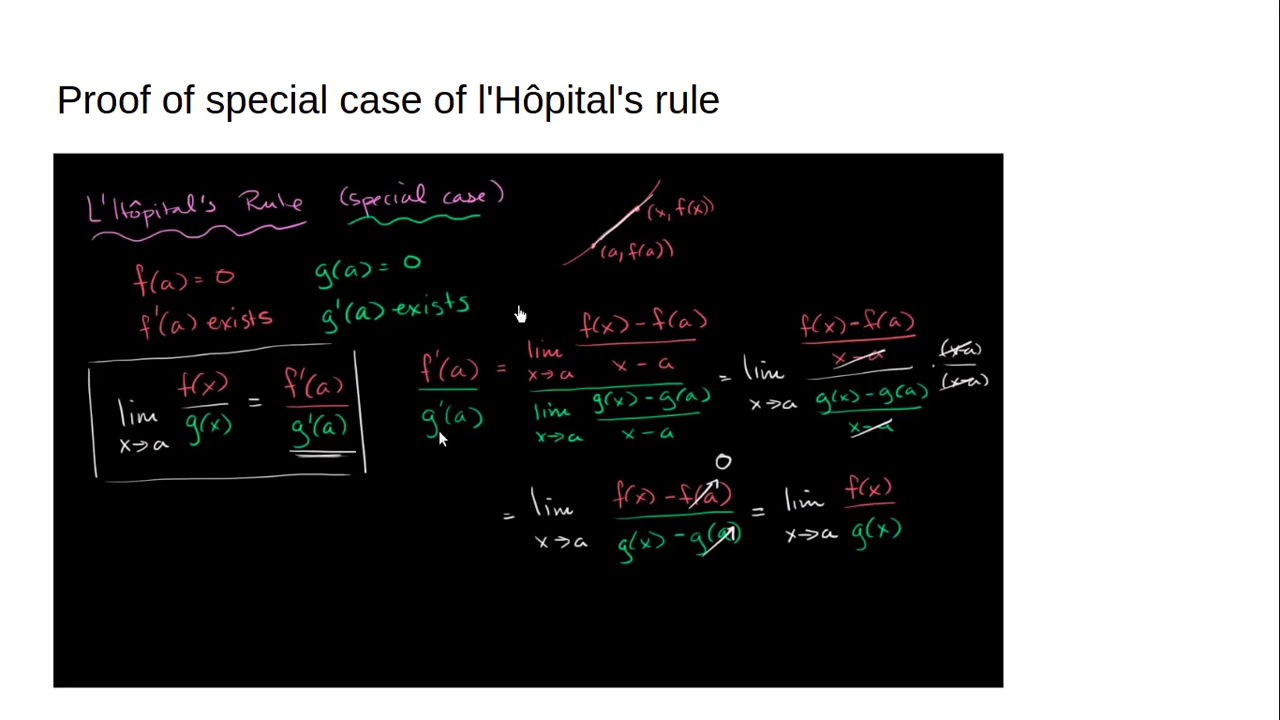 Proof of special case of l'Hôpital's rule
L'Hôpital's Rule (special case)
f(a) = 0 g(a) = 0
f'(a) exists g'(a) exists
lim x→a f(x)/g(x) = f'(a)/g'(a)
(x, f(x))
(a, f(a))
f'(a)/g'(a) = lim x→a (f(x) - f(a))/(x - a) / lim x→a (g(x) - g(a))/(x - a) = lim x→a (f(x) - f(a))/(x - a) / (g(x) - g(a))/(x - a) · (x-a)/(x-a)
0
= lim x→a (f(x) - f(a))/(g(x) - g(a)) = lim x→a f(x)/g(x)